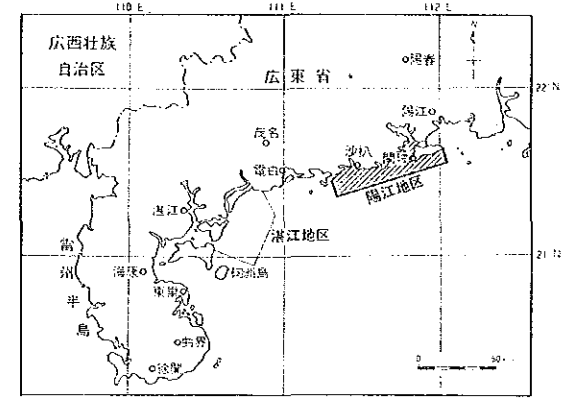 110 E
111 E
112 E
広西壮族
自治区
広東省
陽春
22°N
陽江
茂名
電白
沙扒
閘坡
陽江地区
湛江
湛江地区
雷州半島
海康
硇洲島
21°N
東里
徐聞
N
0
50